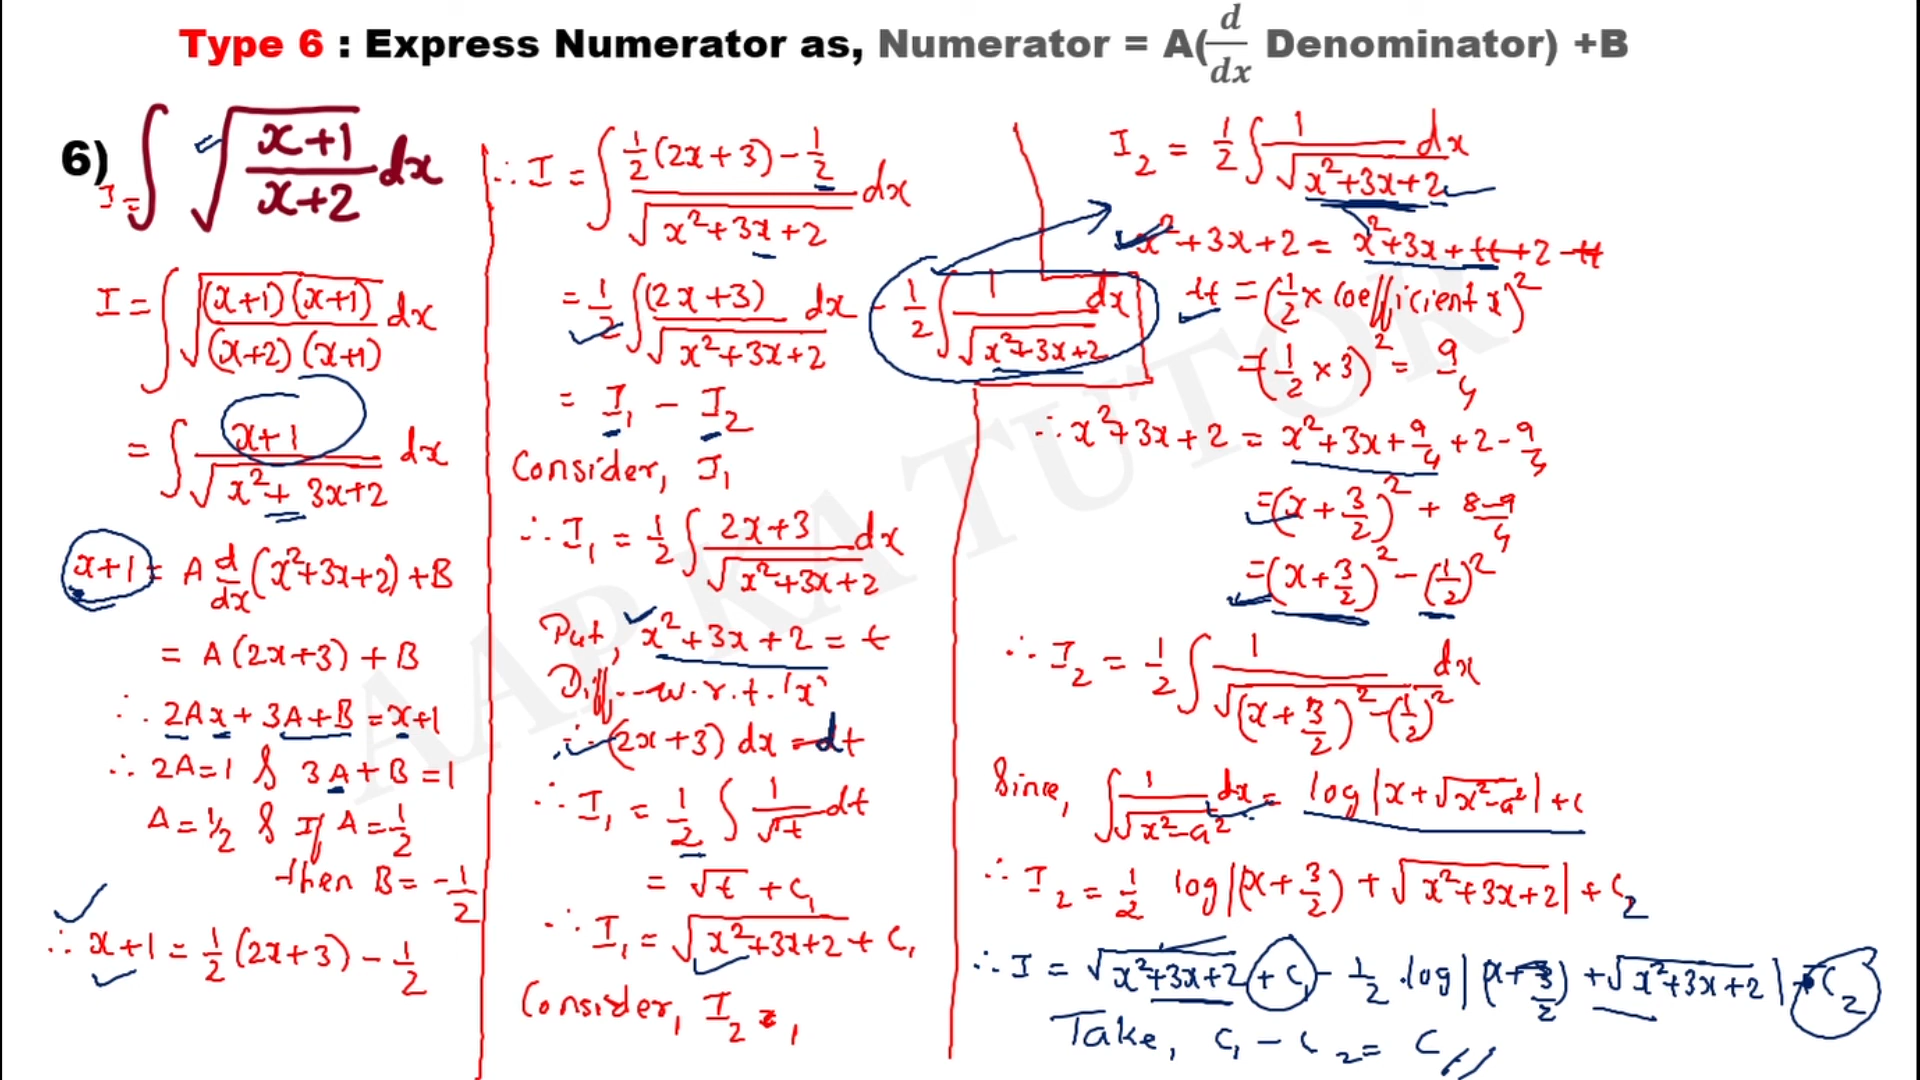 Type 6 : Express Numerator as, Numerator = A(d/dx Denominator) +B
6) I = ∫ √((x+1)/(x+2)) dx
I = ∫ √((x+1)(x+1)/((x+2)(x+1))) dx
= ∫ (x+1)/√(x²+3x+2) dx
x+1 = A d/dx (x²+3x+2) + B
= A(2x+3) + B
∴ 2Ax + 3A+B = x+1
∴ 2A=1 & 3A+B=1
A=½ & If A=1/2
then B= -1/2
∴ x+1 = 1/2 (2x+3) - 1/2
∴ I = ∫ (1/2 (2x+3) - 1/2)/√(x²+3x+2) dx
= 1/2 ∫ (2x+3)/√(x²+3x+2) dx - 1/2 ∫ 1/√(x²+3x+2) dx
= I₁ - I₂
Consider, I₁
∴ I₁ = 1/2 ∫ (2x+3)/√(x²+3x+2) dx
Put, x²+3x+2 = t
Diff. w.r.t. 'x'
∴ (2x+3) dx = dt
∴ I₁ = 1/2 ∫ 1/√t dt
= √t + c₁
∴ I₁ = √(x²+3x+2) + c₁
Consider, I₂
I₂ = 1/2 ∫ 1/√(x²+3x+2) dx
x²+3x+2 = x²+3x+tt+2-tt
tt = (1/2 × coefficient x)²
= (1/2 × 3)² = 9/4
∴ x²+3x+2 = x²+3x+9/4+2-9/4
= (x+3/2)² + (8-9)/4
= (x+3/2)² - (1/2)²
∴ I₂ = 1/2 ∫ 1/√((x+3/2)²-(1/2)²) dx
Since, ∫ 1/√(x²-a²) dx = log|x+√(x²-a²)|+c
∴ I₂ = 1/2 log|(x+3/2)+√(x²+3x+2)|+c₂
∴ I = √(x²+3x+2) + c₁ - 1/2 . log|(x+3/2)+√(x²+3x+2)| - c₂
Take, c₁ - c₂ = c //
AAP KA TUTOR